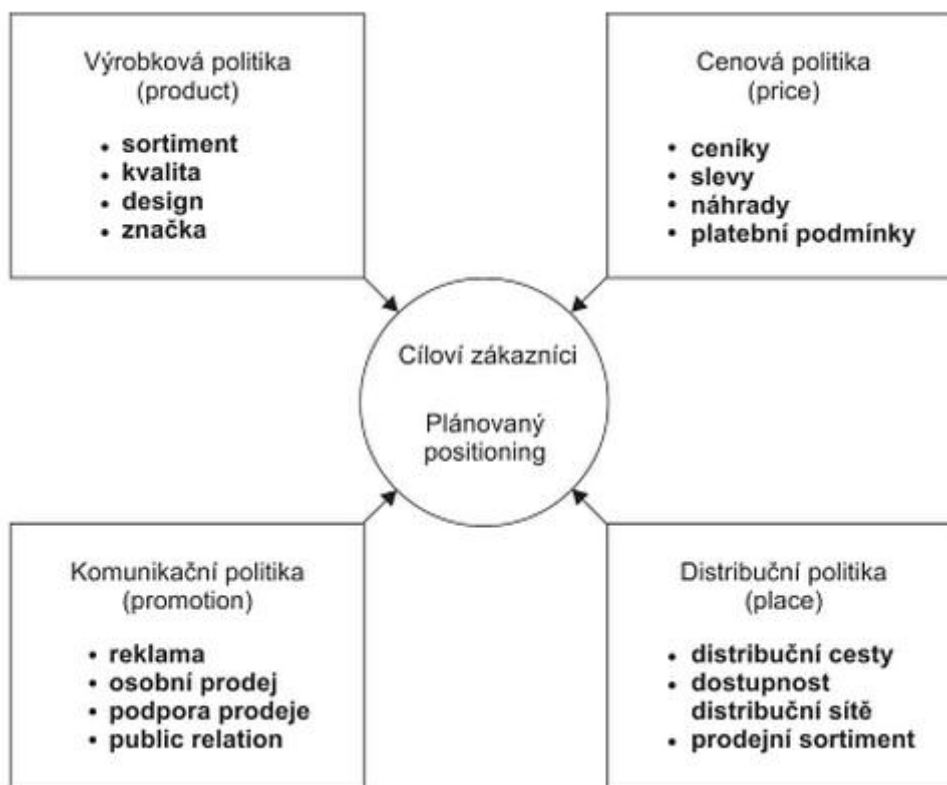 Výrobková politika
(product)
• sortiment
• kvalita
• design
• značka
Cenová politika
(price)
• ceníky
• slevy
• náhrady
• platební podmínky
Cíloví zákazníci
Plánovaný
positioning
Komunikační politika
(promotion)
• reklama
• osobní prodej
• podpora prodeje
• public relation
Distribuční politika
(place)
• distribuční cesty
• dostupnost
distribuční sítě
• prodejní sortiment